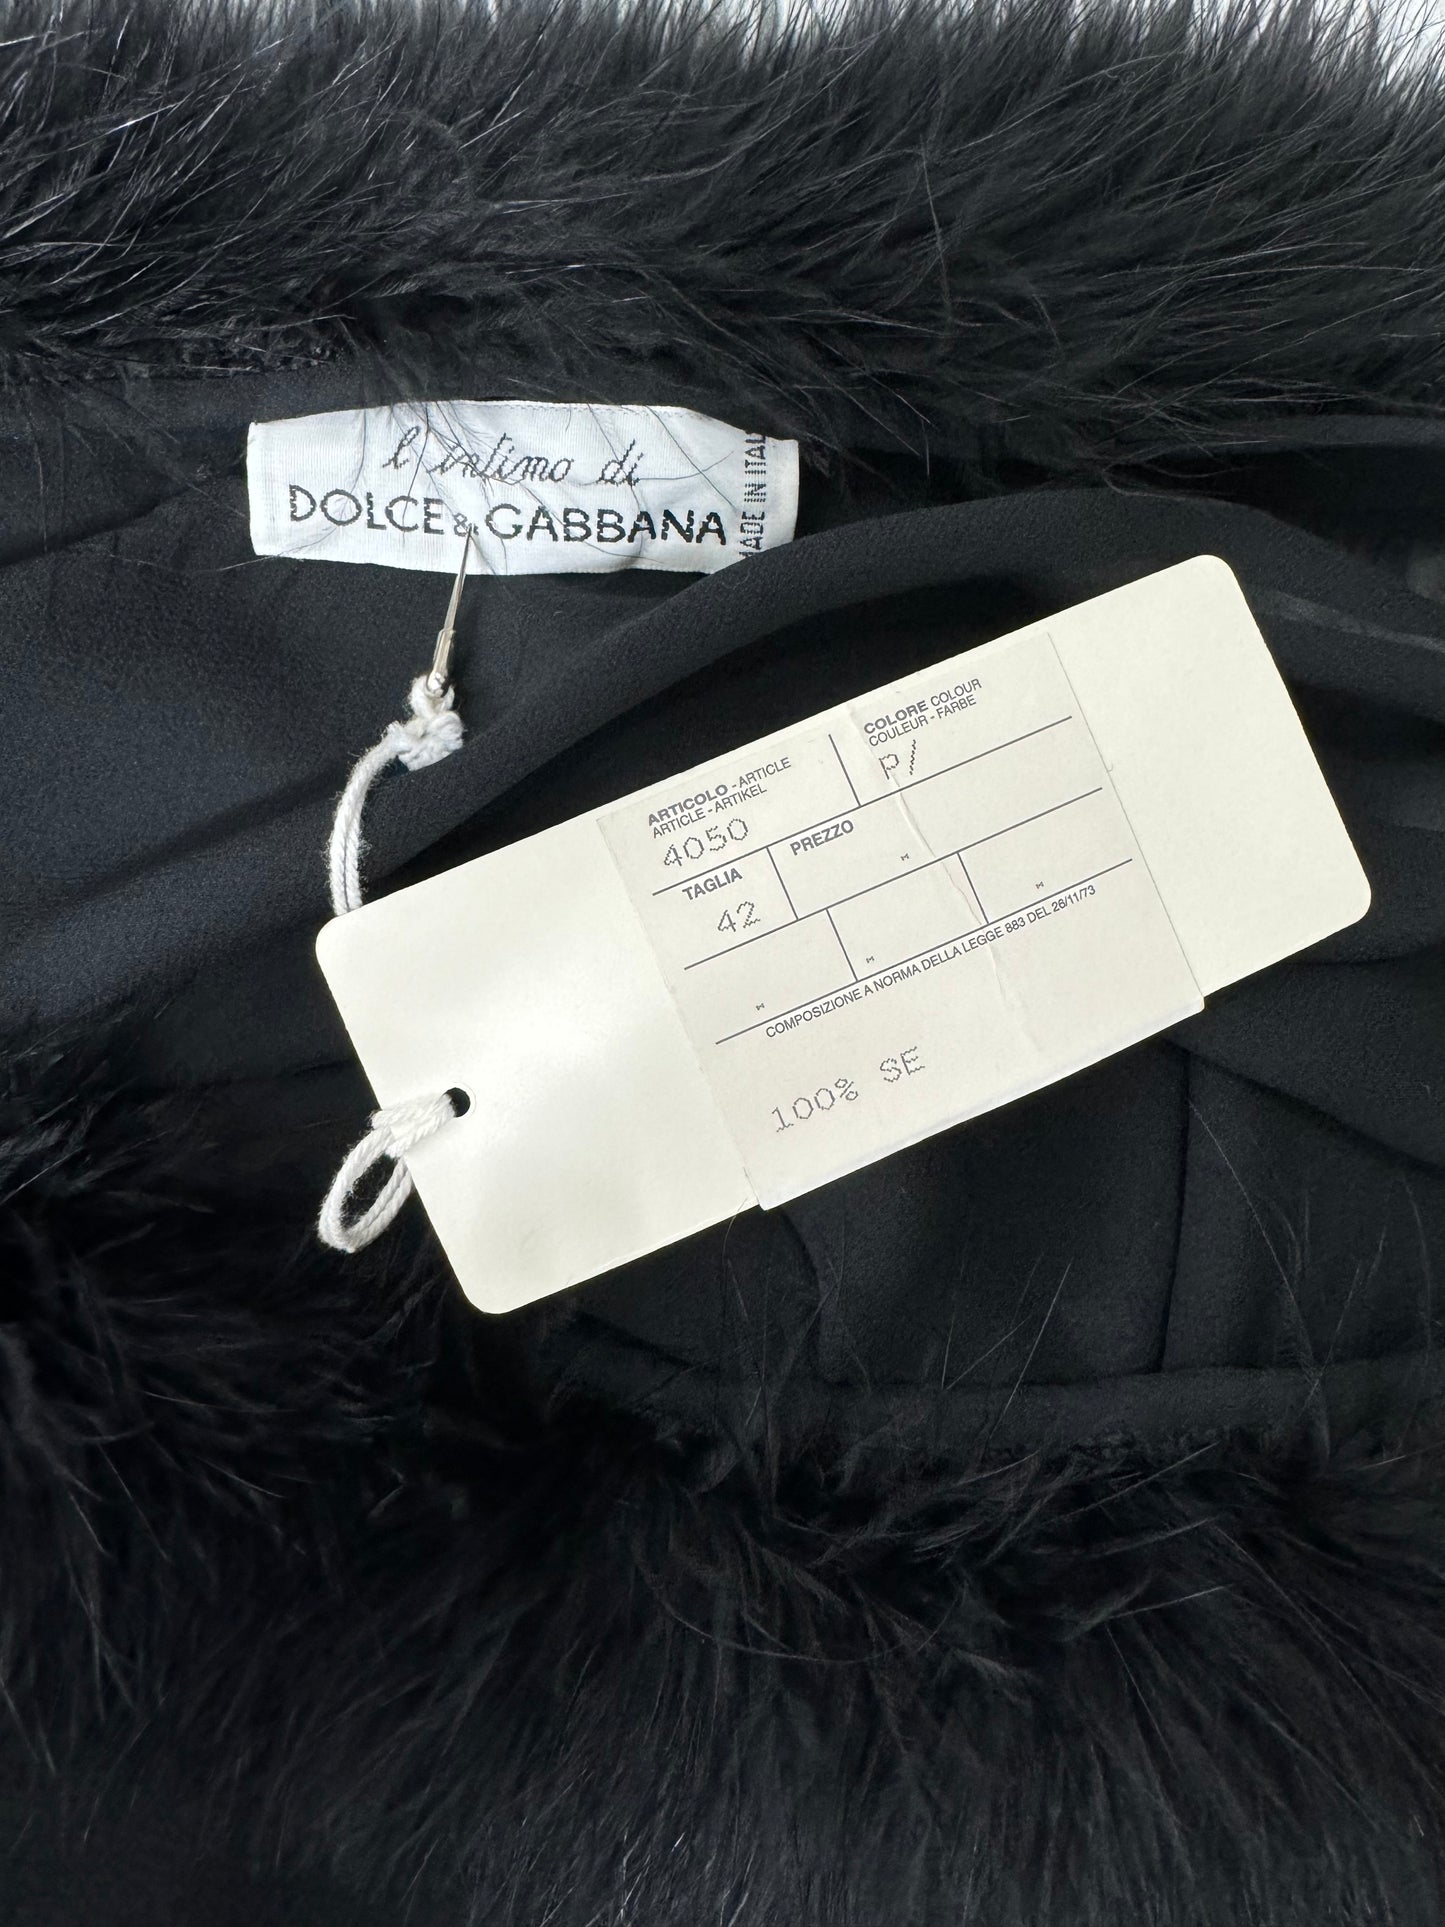 l'intimo di
DOLCE & GABBANA
MADE IN ITALY
ARTICOLO - ARTICLE
ARTICLE - ARTIKEL
4050
COLORE COLOUR
COULEUR - FARBE
TAGLIA
42
PREZZO
COMPOSIZIONE A NORMA DELLA LEGGE 883 DEL 26/11/73
100% SE